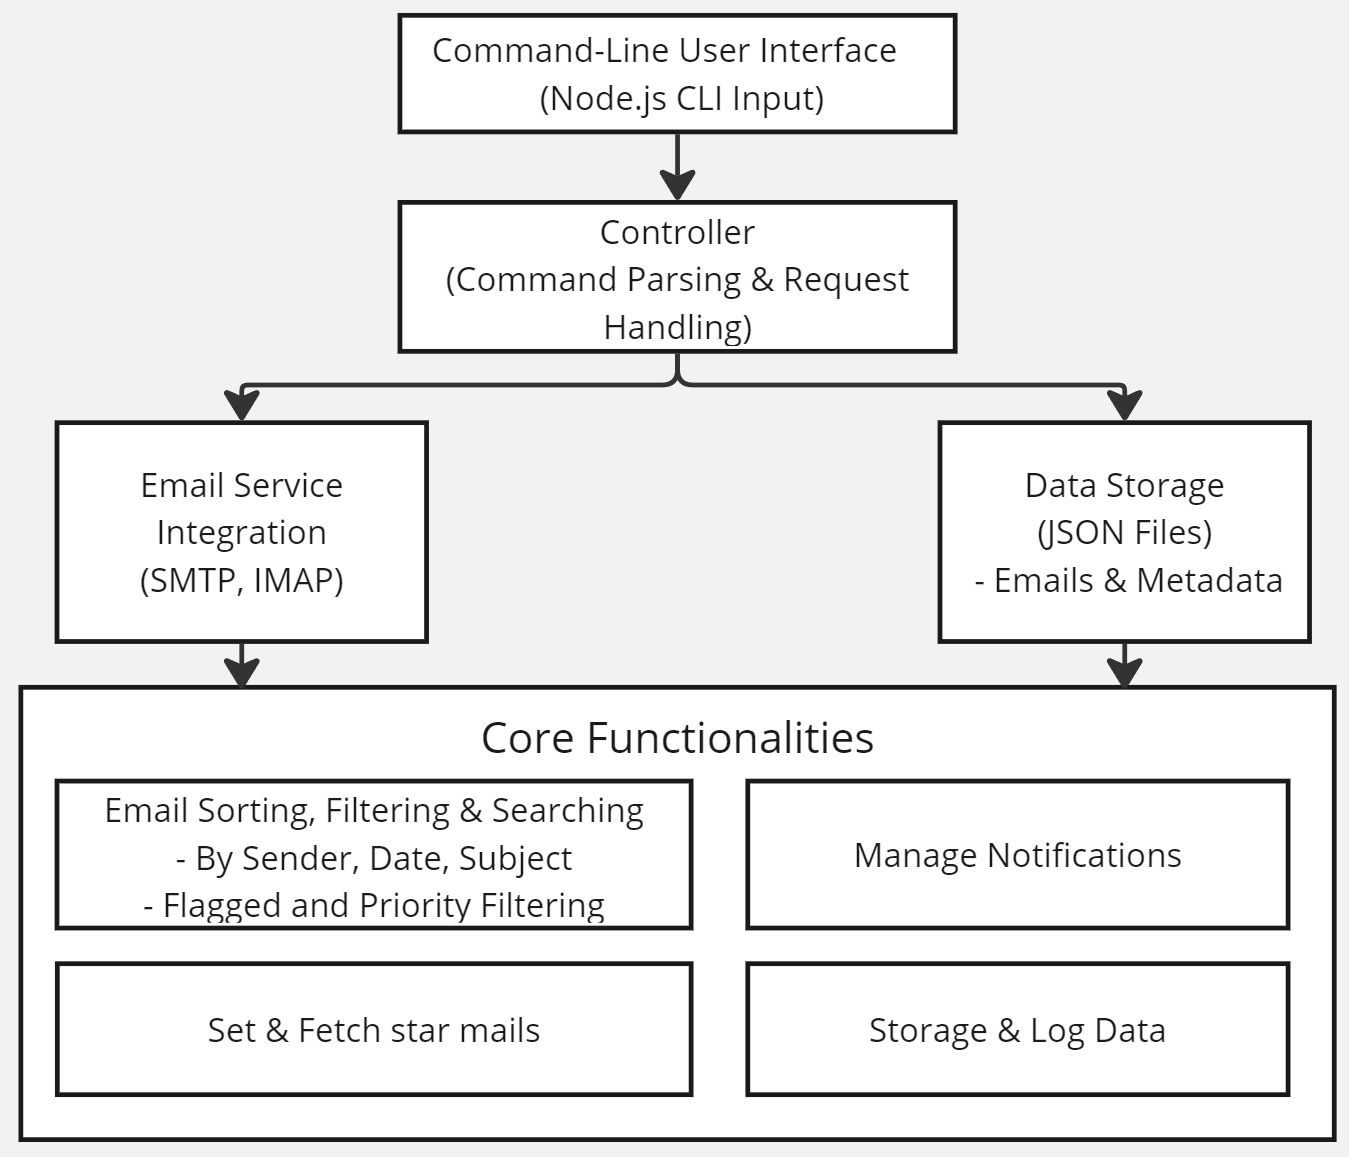 Command-Line User Interface
(Node.js CLI Input)
Controller
(Command Parsing & Request
Handling)
Email Service
Integration
(SMTP, IMAP)
Data Storage
(JSON Files)
- Emails & Metadata
Core Functionalities
Email Sorting, Filtering & Searching
- By Sender, Date, Subject
- Flagged and Priority Filtering
Manage Notifications
Set & Fetch star mails
Storage & Log Data